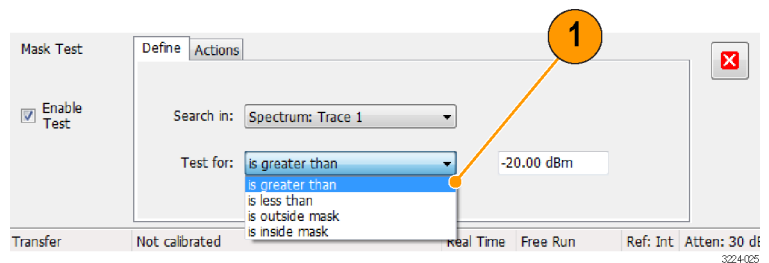 1
Mask Test
Define Actions
Enable Test
Search in: Spectrum: Trace 1
Test for: is greater than -20.00 dBm
is greater than
is less than
is outside mask
is inside mask
Transfer Not calibrated Real Time Free Run Ref: Int Atten: 30 dB
3224-025